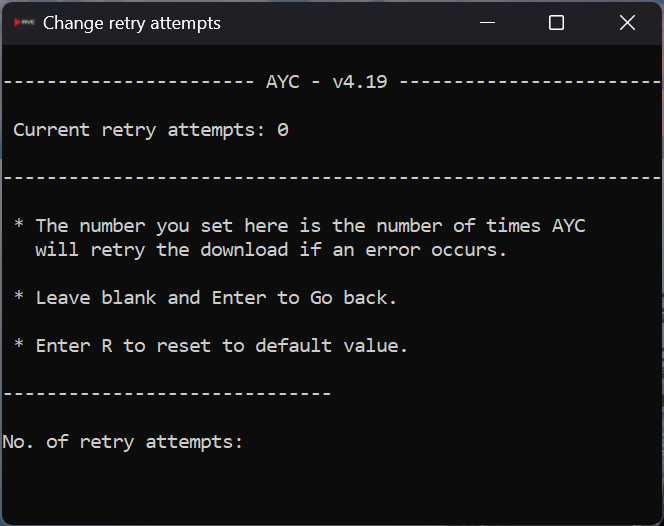 Change retry attempts
----------------------- AYC - v4.19 ------------------------
Current retry attempts: 0
------------------------------------------------------------
* The number you set here is the number of times AYC
will retry the download if an error occurs.
* Leave blank and Enter to Go back.
* Enter R to reset to default value.
------------------------------
No. of retry attempts: